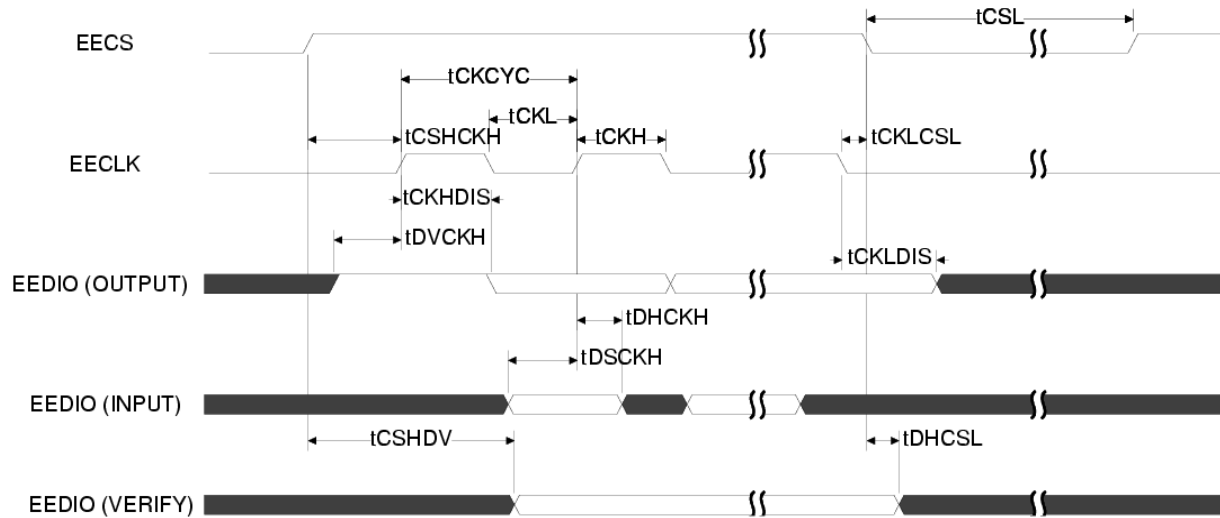 tCSL
EECS
tCKCYC
tCKL
tCSHCKH
tCKH
tCKLCSL
EECLK
tCKHDIS
tDVCKH
tCKLDIS
EEDIO (OUTPUT)
tDHCKH
tDSCKH
EEDIO (INPUT)
tCSHDV
tDHCSL
EEDIO (VERIFY)